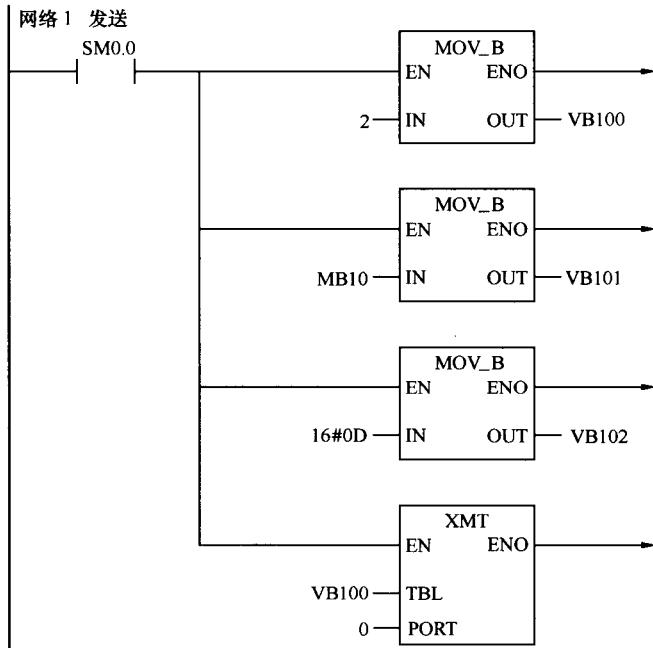 网络 1 发送
SM0.0
MOV_B
EN ENO
2 IN OUT VB100
MOV_B
EN ENO
MB10 IN OUT VB101
MOV_B
EN ENO
16#0D IN OUT VB102
XMT
EN ENO
VB100 TBL
0 PORT